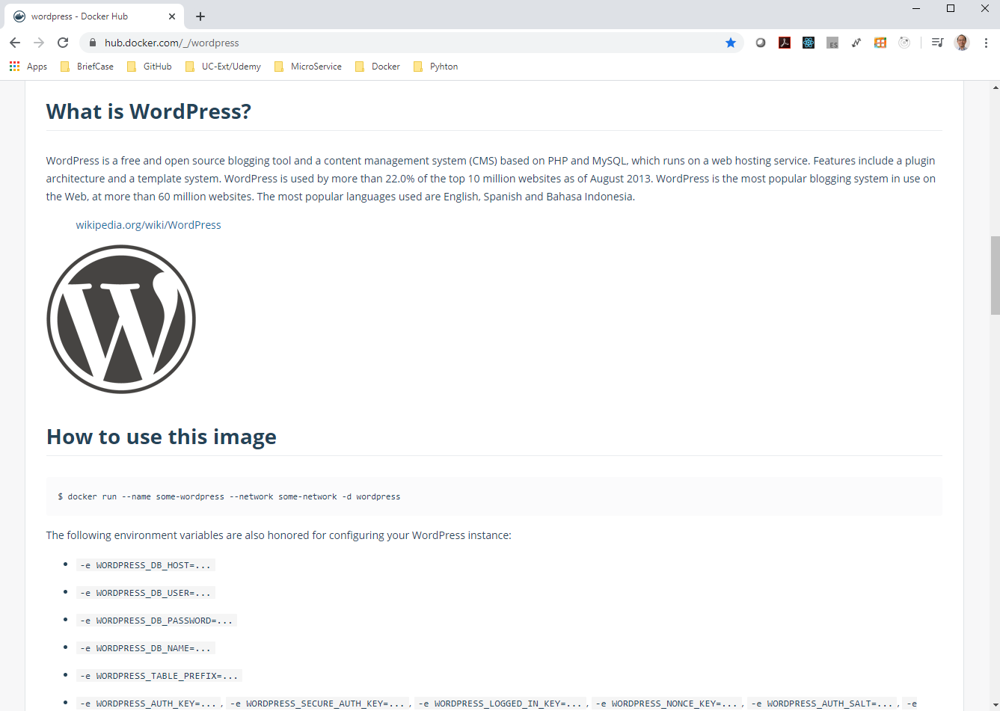 wordpress - Docker Hub
hub.docker.com/_/wordpress
ES
Apps BriefCase GitHub UC-Ext/Udemy MicroService Docker Pyhton
What is WordPress?
WordPress is a free and open source blogging tool and a content management system (CMS) based on PHP and MySQL, which runs on a web hosting service. Features include a plugin
architecture and a template system. WordPress is used by more than 22.0% of the top 10 million websites as of August 2013. WordPress is the most popular blogging system in use on
the Web, at more than 60 million websites. The most popular languages used are English, Spanish and Bahasa Indonesia.
wikipedia.org/wiki/WordPress
W
How to use this image
$ docker run --name some-wordpress --network some-network -d wordpress
The following environment variables are also honored for configuring your WordPress instance:
• -e WORDPRESS_DB_HOST=...
• -e WORDPRESS_DB_USER=...
• -e WORDPRESS_DB_PASSWORD=...
• -e WORDPRESS_DB_NAME=...
• -e WORDPRESS_TABLE_PREFIX=...
• -e WORDPRESS_AUTH_KEY=... , -e WORDPRESS_SECURE_AUTH_KEY=... , -e WORDPRESS_LOGGED_IN_KEY=... , -e WORDPRESS_NONCE_KEY=... , -e WORDPRESS_AUTH_SALT=... , -e